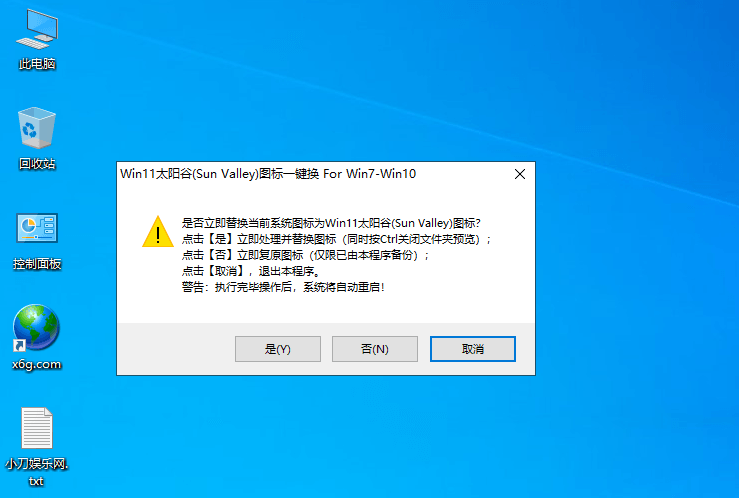 此电脑
回收站
控制面板
x6g.com
小刀娱乐网.
txt
Win11太阳谷(Sun Valley)图标一键换 For Win7-Win10
是否立即替换当前系统图标为Win11太阳谷(Sun Valley)图标?
点击【是】立即处理并替换图标（同时按Ctrl关闭文件夹预览）;
点击【否】立即复原图标（仅限已由本程序备份）;
点击【取消】，退出本程序。
警告：执行完毕操作后，系统将自动重启!
是(Y)
否(N)
取消